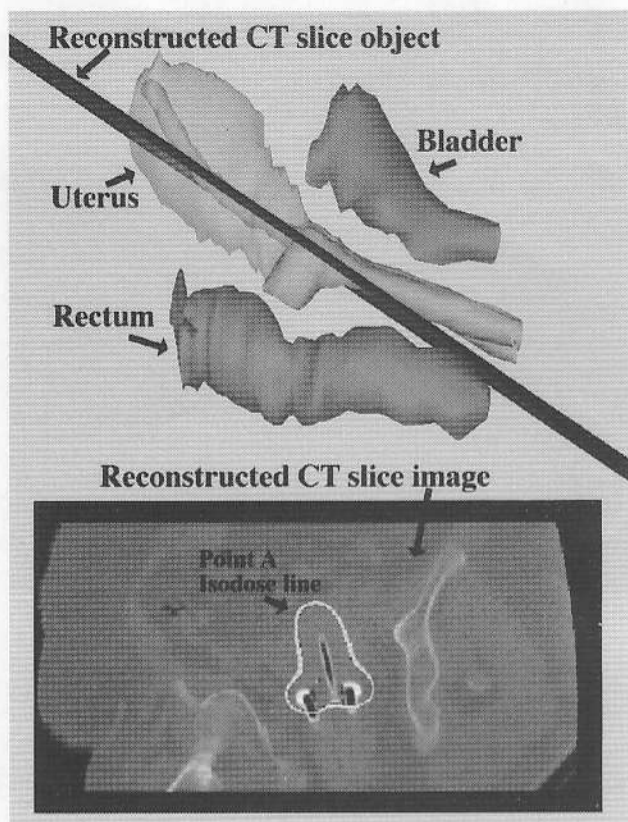 Reconstructed CT slice object
Bladder
Uterus
Rectum
Reconstructed CT slice image
Point A
Isodose line